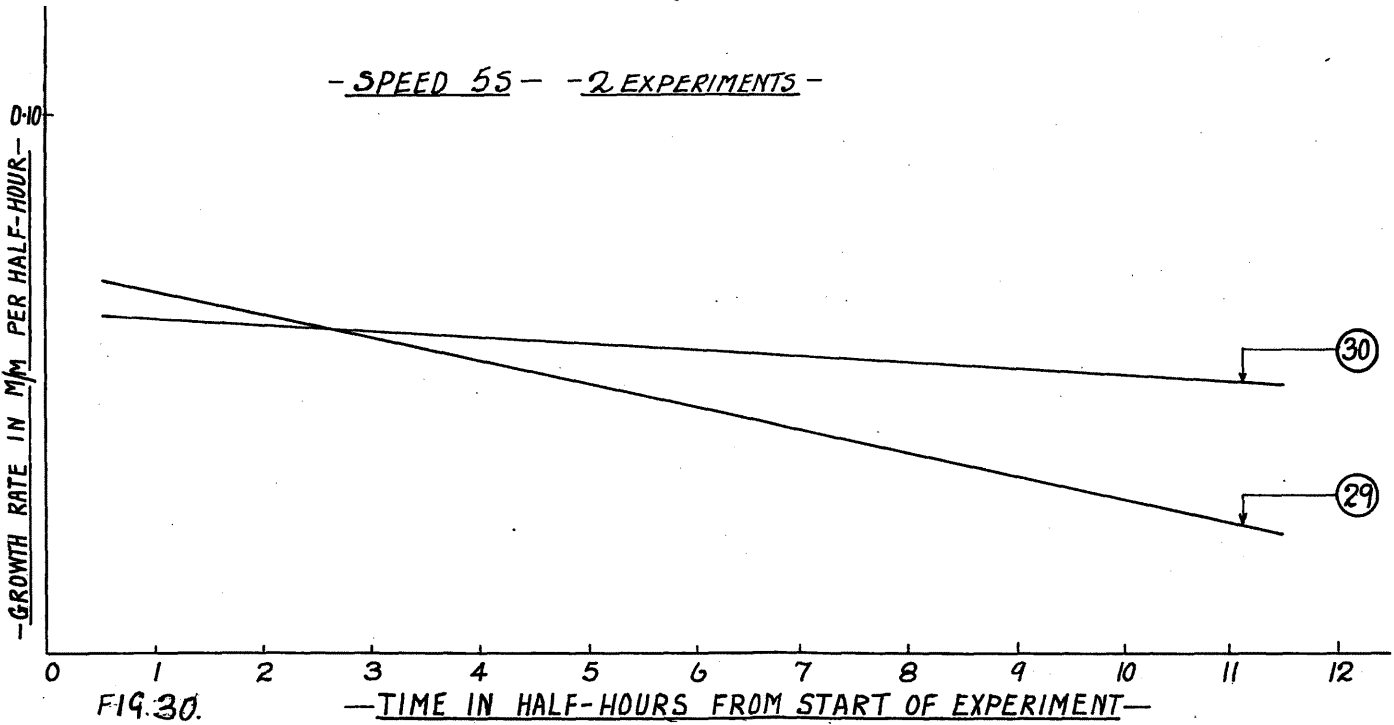 -SPEED 5S- -2 EXPERIMENTS-
0·10
-GROWTH RATE IN M/M PER HALF-HOUR-
30
29
0 1 2 3 4 5 6 7 8 9 10 11 12
FIG.30. —TIME IN HALF-HOURS FROM START OF EXPERIMENT—